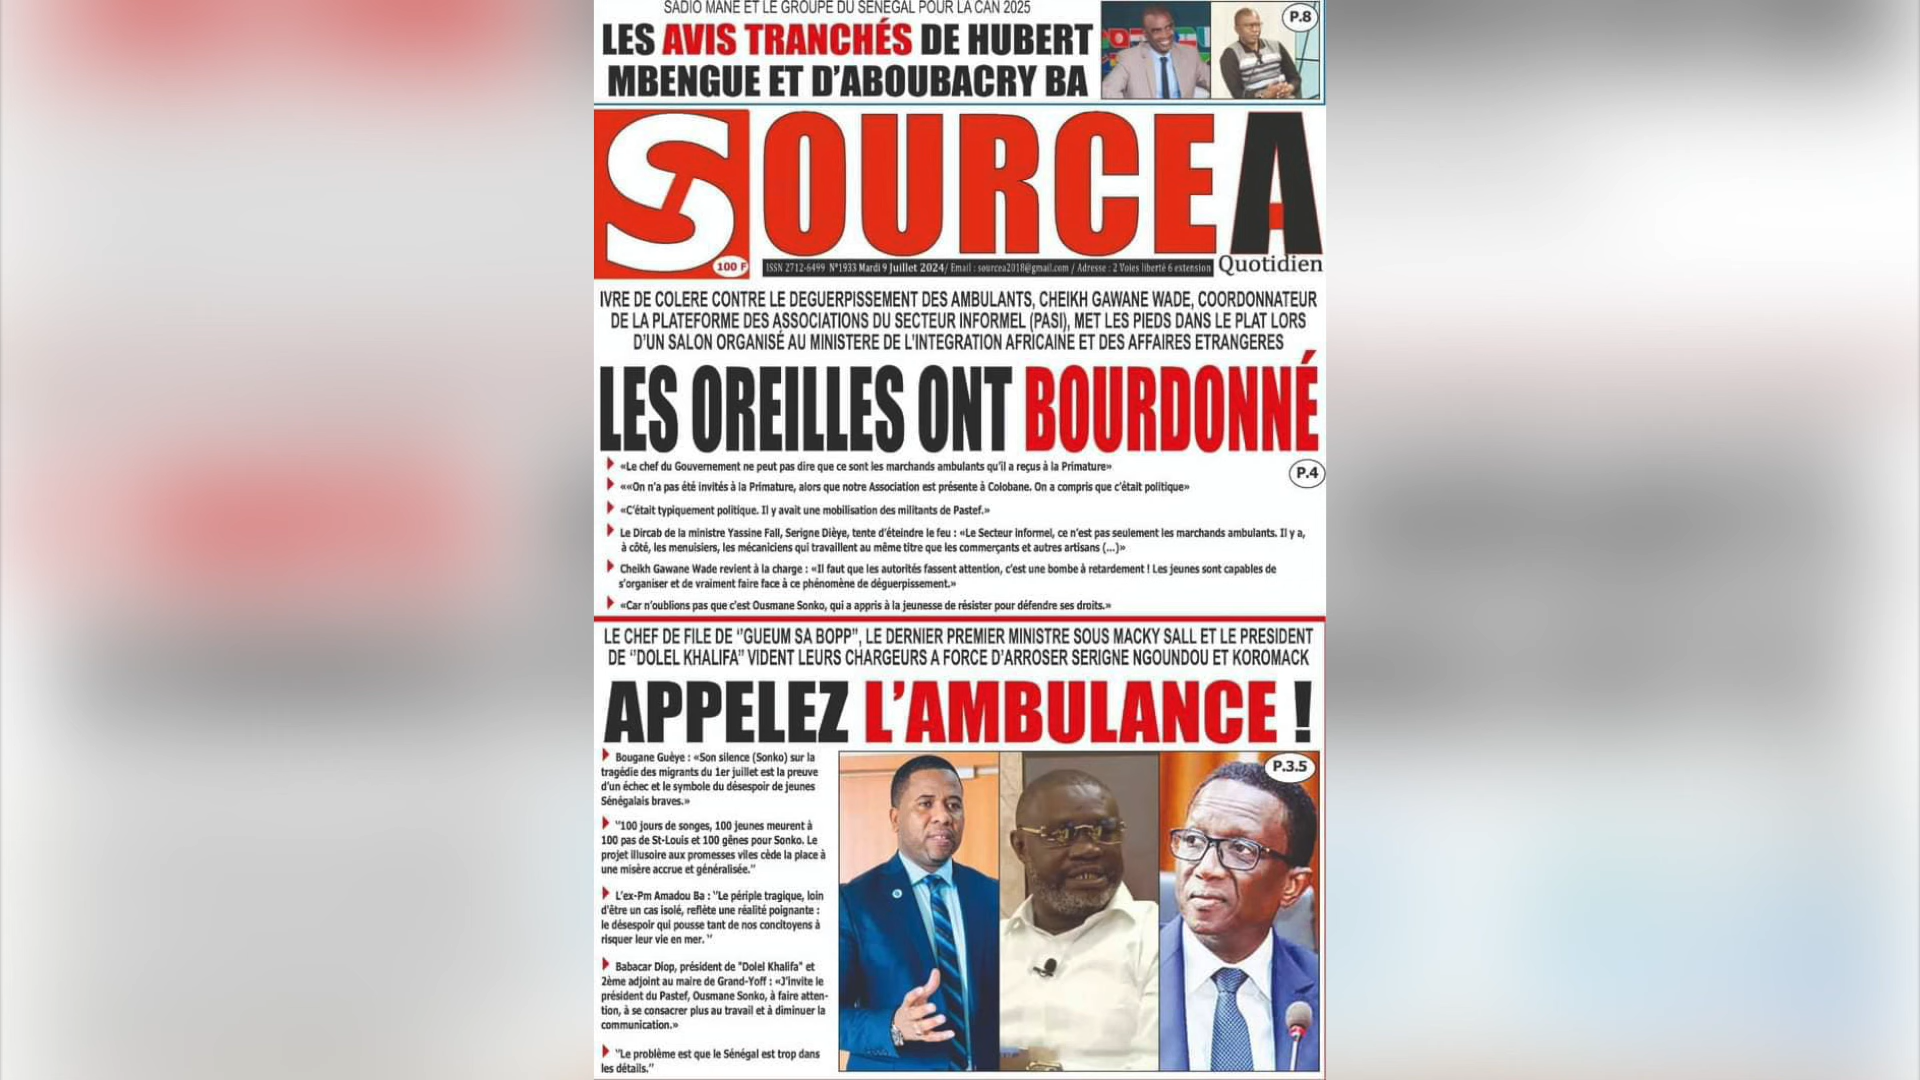 SADIO MANE ET LE GROUPE DU SENEGAL POUR LA CAN 2025
LES AVIS TRANCHÉS DE HUBERT
MBENGUE ET D'ABOUBACRY BA
P.8
SOURCEA
100 F
ISSN 2712-6499 N°1933 Mardi 9 Juillet 2024/ Email : sourcea2018@gmail.com / Adresse : 2 Voies liberté 6 extension
Quotidien
IVRE DE COLERE CONTRE LE DEGUERPISSEMENT DES AMBULANTS, CHEIKH GAWANE WADE, COORDONNATEUR
DE LA PLATEFORME DES ASSOCIATIONS DU SECTEUR INFORMEL (PASI), MET LES PIEDS DANS LE PLAT LORS
D'UN SALON ORGANISÉ AU MINISTERE DE L'INTEGRATION AFRICAINE ET DES AFFAIRES ETRANGERES
LES OREILLES ONT BOURDONNÉ
«Le chef du Gouvernement ne peut pas dire que ce sont les marchands ambulants qu'il a reçus à la Primature»
P.4
««On n'a pas été invités à la Primature, alors que notre Association est présente à Colobane. On a compris que c'était politique»
«C'était typiquement politique. Il y avait une mobilisation des militants de Pastef.»
Le Dircab de la ministre Yassine Fall, Serigne Dièye, tente d'éteindre le feu : «Le Secteur informel, ce n'est pas seulement les marchands ambulants. Il y a,
à côté, les menuisiers, les mécaniciens qui travaillent au même titre que les commerçants et autres artisans (...)»
Cheikh Gawane Wade revient à la charge : «Il faut que les autorités fassent attention, c'est une bombe à retardement ! Les jeunes sont capables de
s'organiser et de vraiment faire face à ce phénomène de déguerpissement.»
«Car n'oublions pas que c'est Ousmane Sonko, qui a appris à la jeunesse de résister pour défendre ses droits.»
LE CHEF DE FILE DE ''GUEUM SA BOPP'', LE DERNIER PREMIER MINISTRE SOUS MACKY SALL ET LE PRESIDENT
DE ''DOLEL KHALIFA'' VIDENT LEURS CHARGEURS A FORCE D'ARROSER SERIGNE NGOUNDOU ET KOROMACK
APPELEZ L'AMBULANCE !
P.3.5
Bougane Guèye : «Son silence (Sonko) sur la
tragédie des migrants du 1er juillet est la preuve
d'un échec et le symbole du désespoir de jeunes
Sénégalais braves.»
''100 jours de songes, 100 jeunes meurent à
100 pas de St-Louis et 100 gênes pour Sonko. Le
projet illusoire aux promesses viles cède la place à
une misère accrue et généralisée.''
L'ex-Pm Amadou Ba : ''Le périple tragique, loin
d'être un cas isolé, reflète une réalité poignante :
le désespoir qui pousse tant de nos concitoyens à
risquer leur vie en mer. ''
Babacar Diop, président de "Dolel Khalifa" et
2ème adjoint au maire de Grand-Yoff : «J'invite le
président du Pastef, Ousmane Sonko, à faire atten-
tion, à se consacrer plus au travail et à diminuer la
communication.»
''Le problème est que le Sénégal est trop dans
les détails.''